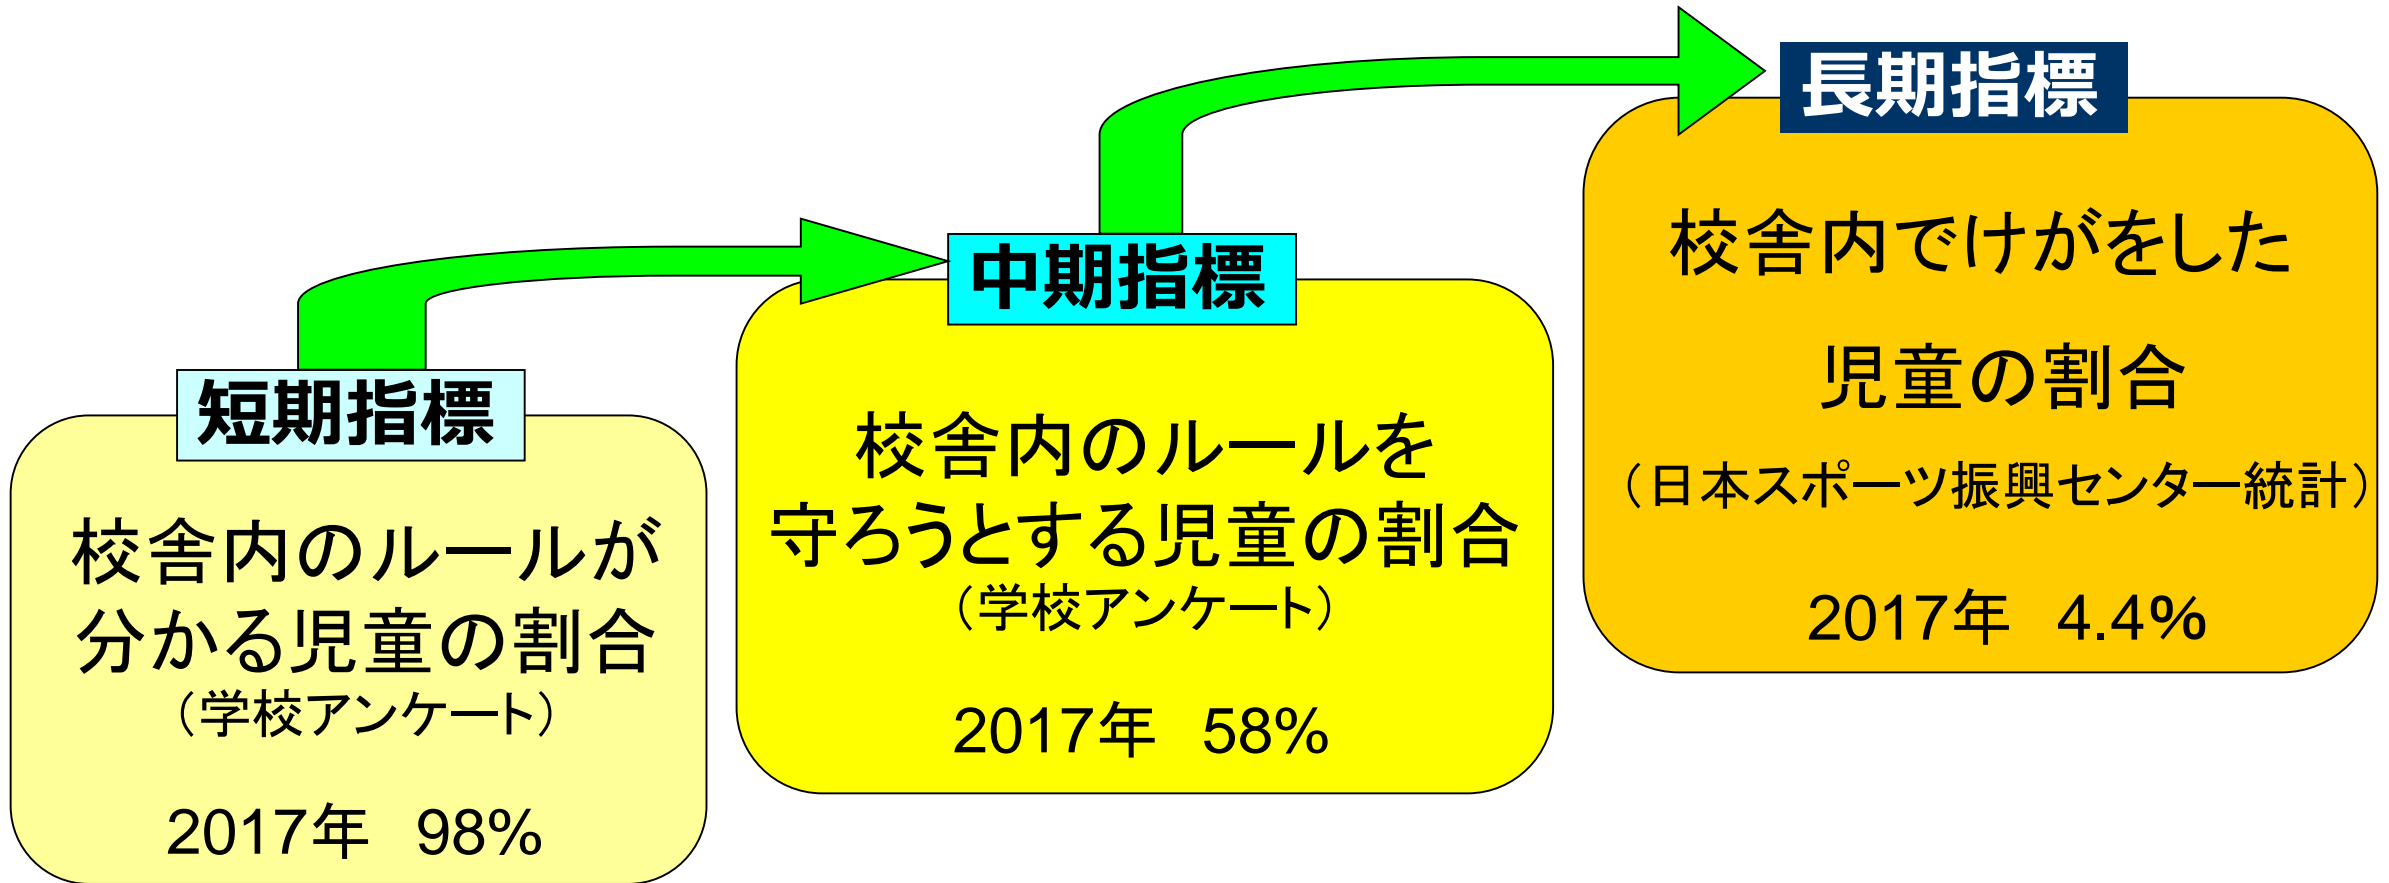 短期指標
校舎内のルールが
分かる児童の割合
（学校アンケート）
2017年 98%
中期指標
校舎内のルールを
守ろうとする児童の割合
（学校アンケート）
2017年 58%
長期指標
校舎内でけがをした
児童の割合
（日本スポーツ振興センター統計）
2017年 4.4%